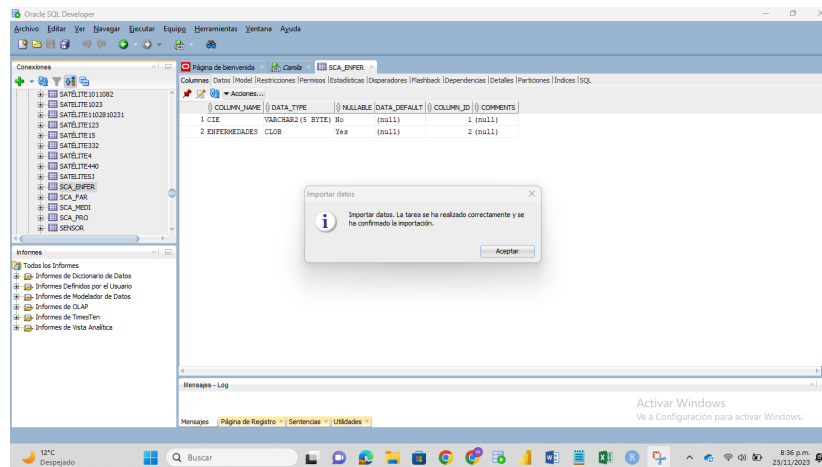 Oracle SQL Developer
Archivo Editar Ver Navegar Ejecutar Equipo Herramientas Ventana Ayuda
Conexiones
SATÉLITE1011082
SATÉLITE1023
SATÉLITE1102810231
SATÉLITE123
SATÉLITE15
SATÉLITE332
SATÉLITE4
SATÉLITE440
SATELITESJ
SCA_ENFER
SCA_FAR
SCA_MEDI
SCA_PRO
SENSOR
Informes
Todos los Informes
Informes de Diccionario de Datos
Informes Definidos por el Usuario
Informes de Modelador de Datos
Informes de OLAP
Informes de TimesTen
Informes de Vista Analítica
Página de bienvenida Camila SCA_ENFER
Columnas Datos Model Restricciones Permisos Estadísticas Disparadores Flashback Dependencias Detalles Particiones Índices SQL
Acciones...
COLUMN_NAME DATA_TYPE NULLABLE DATA_DEFAULT COLUMN_ID COMMENTS
1 CIE VARCHAR2(5 BYTE) No (null) 1 (null)
2 ENFERMEDADES CLOB Yes (null) 2 (null)
Importar datos
Importar datos. La tarea se ha realizado correctamente y se
ha confirmado la importación.
Aceptar
Mensajes - Log
Mensajes Página de Registro Sentencias Utilidades
Activar Windows
Ve a Configuración para activar Windows.
12°C
Despejado
Buscar
8:36 p.m.
23/11/2023